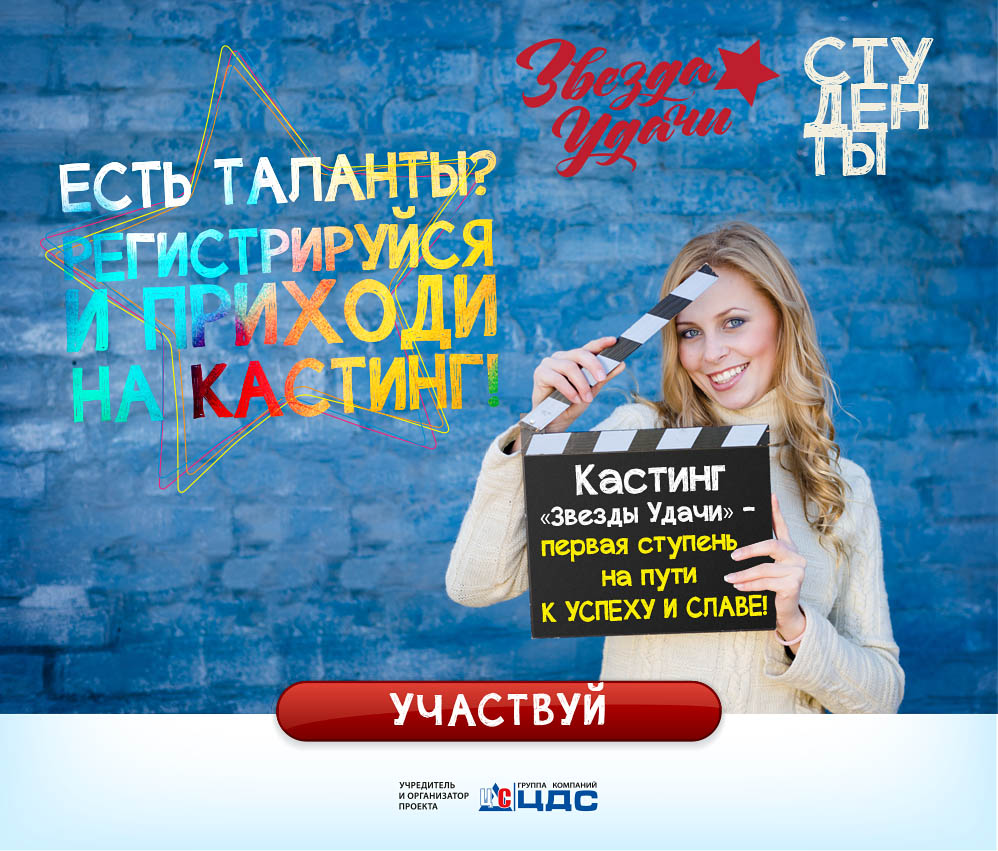 Звезда
Удачи
СТУ
ДЕН
ТЫ
ЕСТЬ ТАЛАНТЫ?
РЕГИСТРИРУЙСЯ
И ПРИХОДИ
НА КАСТИНГ!
Кастинг
«Звезды Удачи» –
первая ступень
на пути
К УСПЕХУ И СЛАВЕ!
УЧАСТВУЙ
УЧРЕДИТЕЛЬ
И ОРГАНИЗАТОР
ПРОЕКТА
ЦДС
ГРУППА КОМПАНИЙ
ЦДС